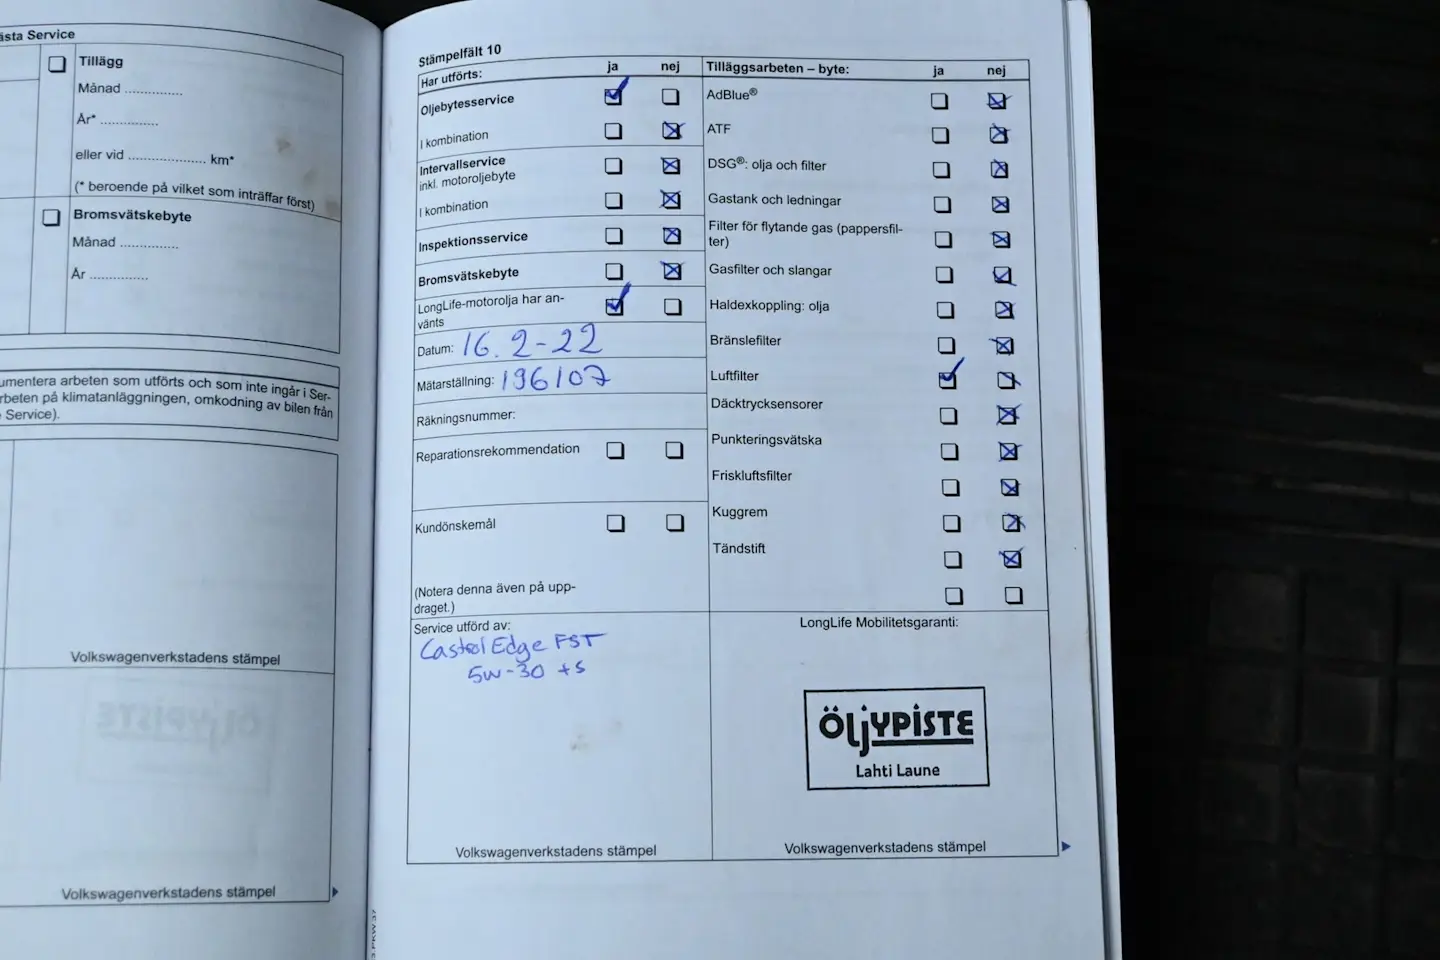 ästa Service
Tillägg
Månad ...............
År* ...............
eller vid .................... km*
(* beroende på vilket som inträffar först)
Bromsvätskebyte
Månad ...............
År ...............
umentera arbeten som utförts och som inte ingår i Ser-
rbeten på klimatanläggningen, omkodning av bilen från
Service).
Volkswagenverkstadens stämpel
Volkswagenverkstadens stämpel
Stämpelfält 10
Har utförts: ja nej
Oljebytesservice
I kombination
Intervallservice
inkl. motoroljebyte
I kombination
Inspektionsservice
Bromsvätskebyte
LongLife-motorolja har an-
vänts
Datum: 16.2-22
Mätarställning: 196107
Räkningsnummer:
Reparationsrekommendation
Kundönskemål
(Notera denna även på upp-
draget.)
Service utförd av:
Castrol Edge FST
5w-30 +s
Volkswagenverkstadens stämpel
Tilläggsarbeten – byte: ja nej
AdBlue®
ATF
DSG®: olja och filter
Gastank och ledningar
Filter för flytande gas (pappersfil-
ter)
Gasfilter och slangar
Haldexkoppling: olja
Bränslefilter
Luftfilter
Däcktrycksensorer
Punkteringsvätska
Friskluftsfilter
Kuggrem
Tändstift
LongLife Mobilitetsgaranti:
ÖLJYPISTE
Lahti Laune
Volkswagenverkstadens stämpel